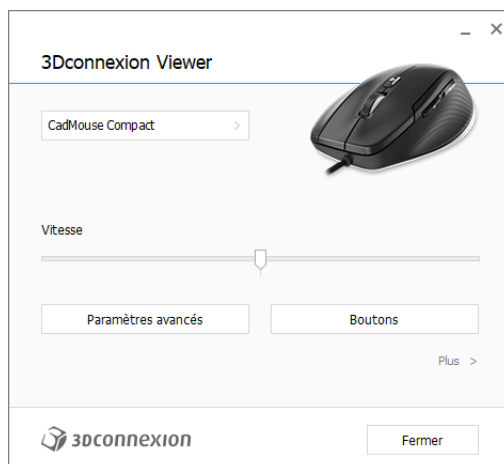 3Dconnexion Viewer
CadMouse Compact >
Vitesse
Paramètres avancés
Boutons
Plus >
3Dconnexion
Fermer